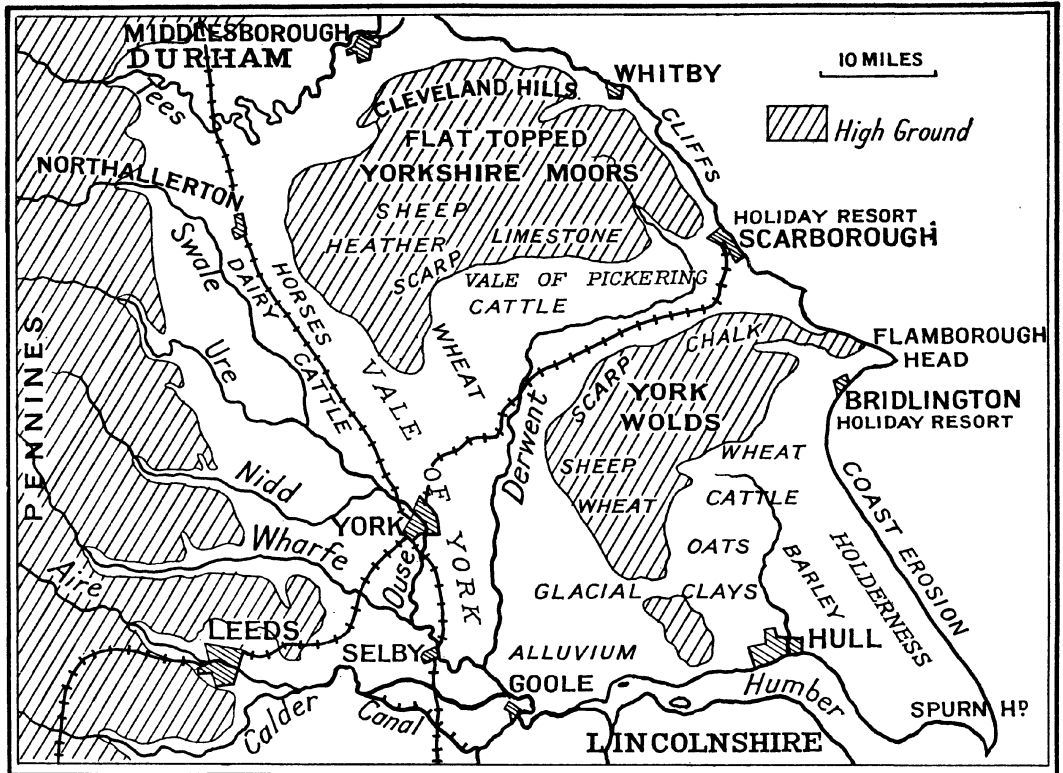 MIDDLESBOROUGH
DURHAM
Tees
CLEVELAND HILLS
WHITBY
10 MILES
High Ground
CLIFFS
FLAT TOPPED
YORKSHIRE MOORS
NORTHALLERTON
SHEEP
HEATHER
LIMESTONE
SCARP
HOLIDAY RESORT
SCARBOROUGH
Swale
DAIRY
CATTLE
HORSES
VALE OF PICKERING
CATTLE
WHEAT
VALE OF YORK
Ure
PENNINES
CHALK
SCARP
FLAMBOROUGH
HEAD
YORK
WOLDS
BRIDLINGTON
HOLIDAY RESORT
Derwent
SHEEP
WHEAT
WHEAT
CATTLE
OATS
BARLEY
HOLDERNESS
COAST EROSION
Nidd
YORK
Wharfe
Ouse
Aire
GLACIAL CLAYS
LEEDS
SELBY
ALLUVIUM
GOOLE
HULL
Humber
Calder
Canal
SPURN HD.
LINCOLNSHIRE